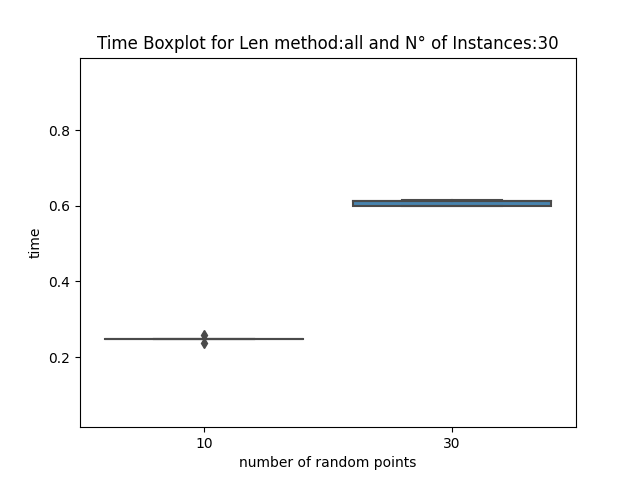 Time Boxplot for Len method:all and N° of Instances:30
0.8
0.6
0.4
0.2
time
10
30
number of random points